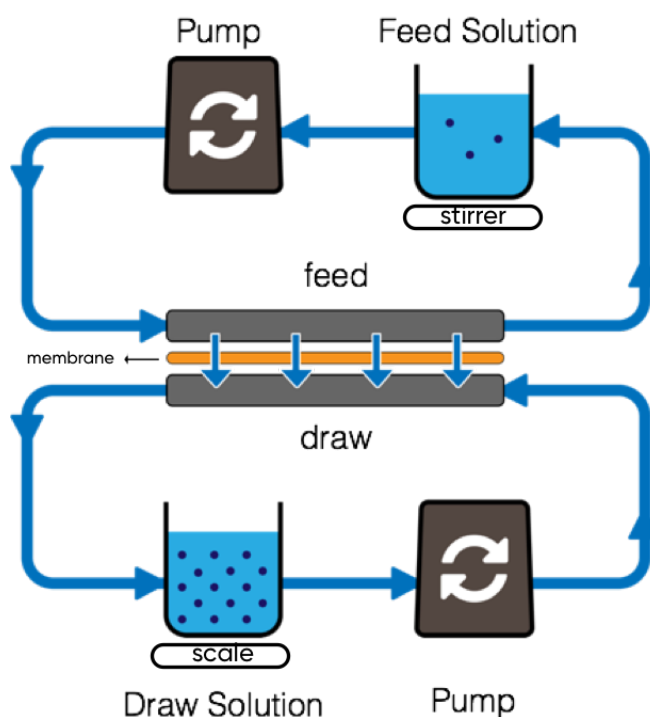 Pump
Feed Solution
stirrer
feed
membrane
draw
scale
Draw Solution
Pump